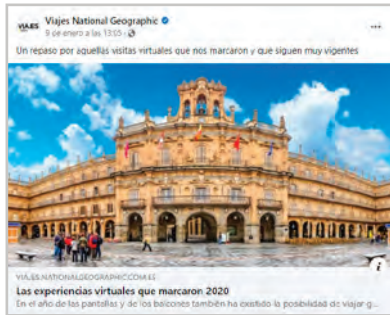 VIAJES
Viajes National Geographic
9 de enero a las 13:05 ·
Un repaso por aquellas visitas virtuales que nos marcaron y que siguen muy vigentes
i
VIAJES.NATIONALGEOGRAPHIC.COM.ES
Las experiencias virtuales que marcaron 2020
En el año de las pantallas y de los balcones también ha existido la posibilidad de viajar g...